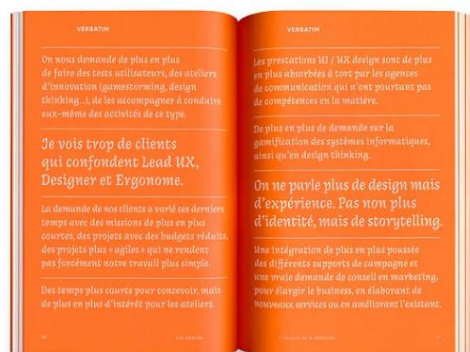 VERBATIM
On nous demande de plus en plus
de faire des tests utilisateurs, des ateliers
d'innovation (gamestorming, design
thinking...), de les accompagner à conduire
eux-même des activités de ce type.
Je vois trop de clients
qui confondent Lead UX,
Designer et Ergonome.
La demande de nos clients a varié ces derniers
temps avec des missions de plus en plus
courtes, des projets avec des budgets réduits,
des projets plus « agiles » qui ne rendent
pas forcément notre travail plus simple.
Des temps plus courts pour concevoir, mais
de plus en plus d'intérêt pour les ateliers.
VERBATIM
Les prestations UI / UX design sont de plus
en plus absorbées à tort par les agences
de communication qui n'ont pourtant pas
de compétences en la matière.
De plus en plus de demande sur la
gamification des systèmes informatiques,
ainsi qu'en design thinking.
On ne parle plus de design mais
d'expérience. Pas non plus
d'identité, mais de storytelling.
Une intégration de plus en plus poussée
des différents supports de campagne et
une vraie demande de conseil en marketing,
pour élargir le business, en élaborant de
nouveaux services ou en améliorant l'existant.